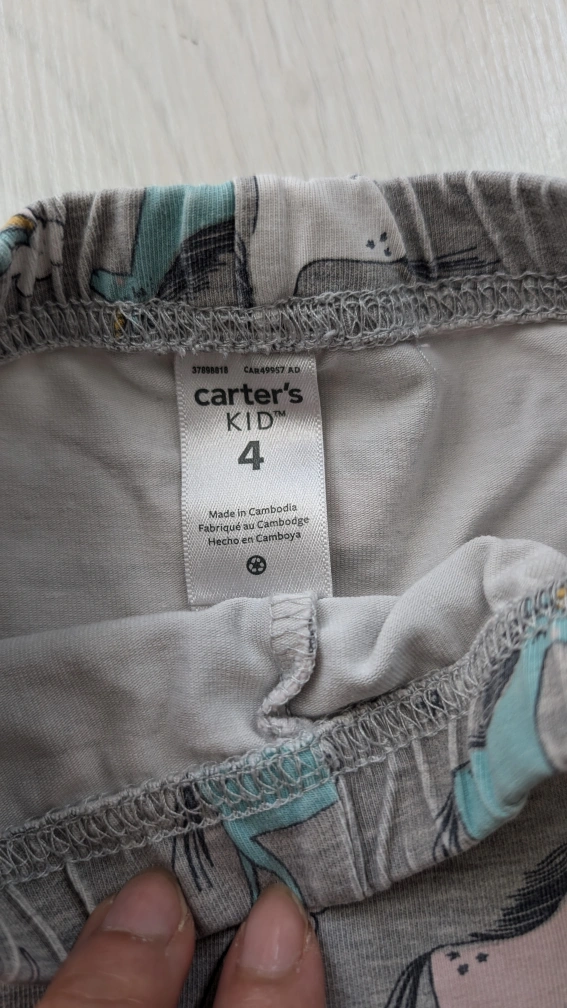 37898818 CAR49957 AD
carter's
KID™
4
Made in Cambodia
Fabriqué au Cambodge
Hecho en Camboya